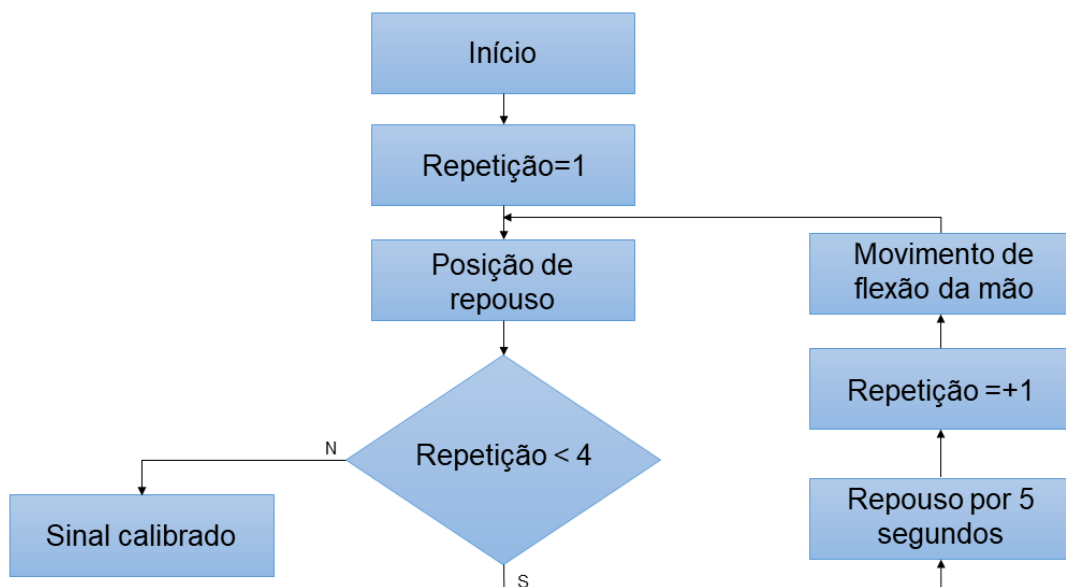 Início
Repetição=1
Posição de
repouso
Repetição < 4
N
Sinal calibrado
S
Repouso por 5
segundos
Repetição =+1
Movimento de
flexão da mão